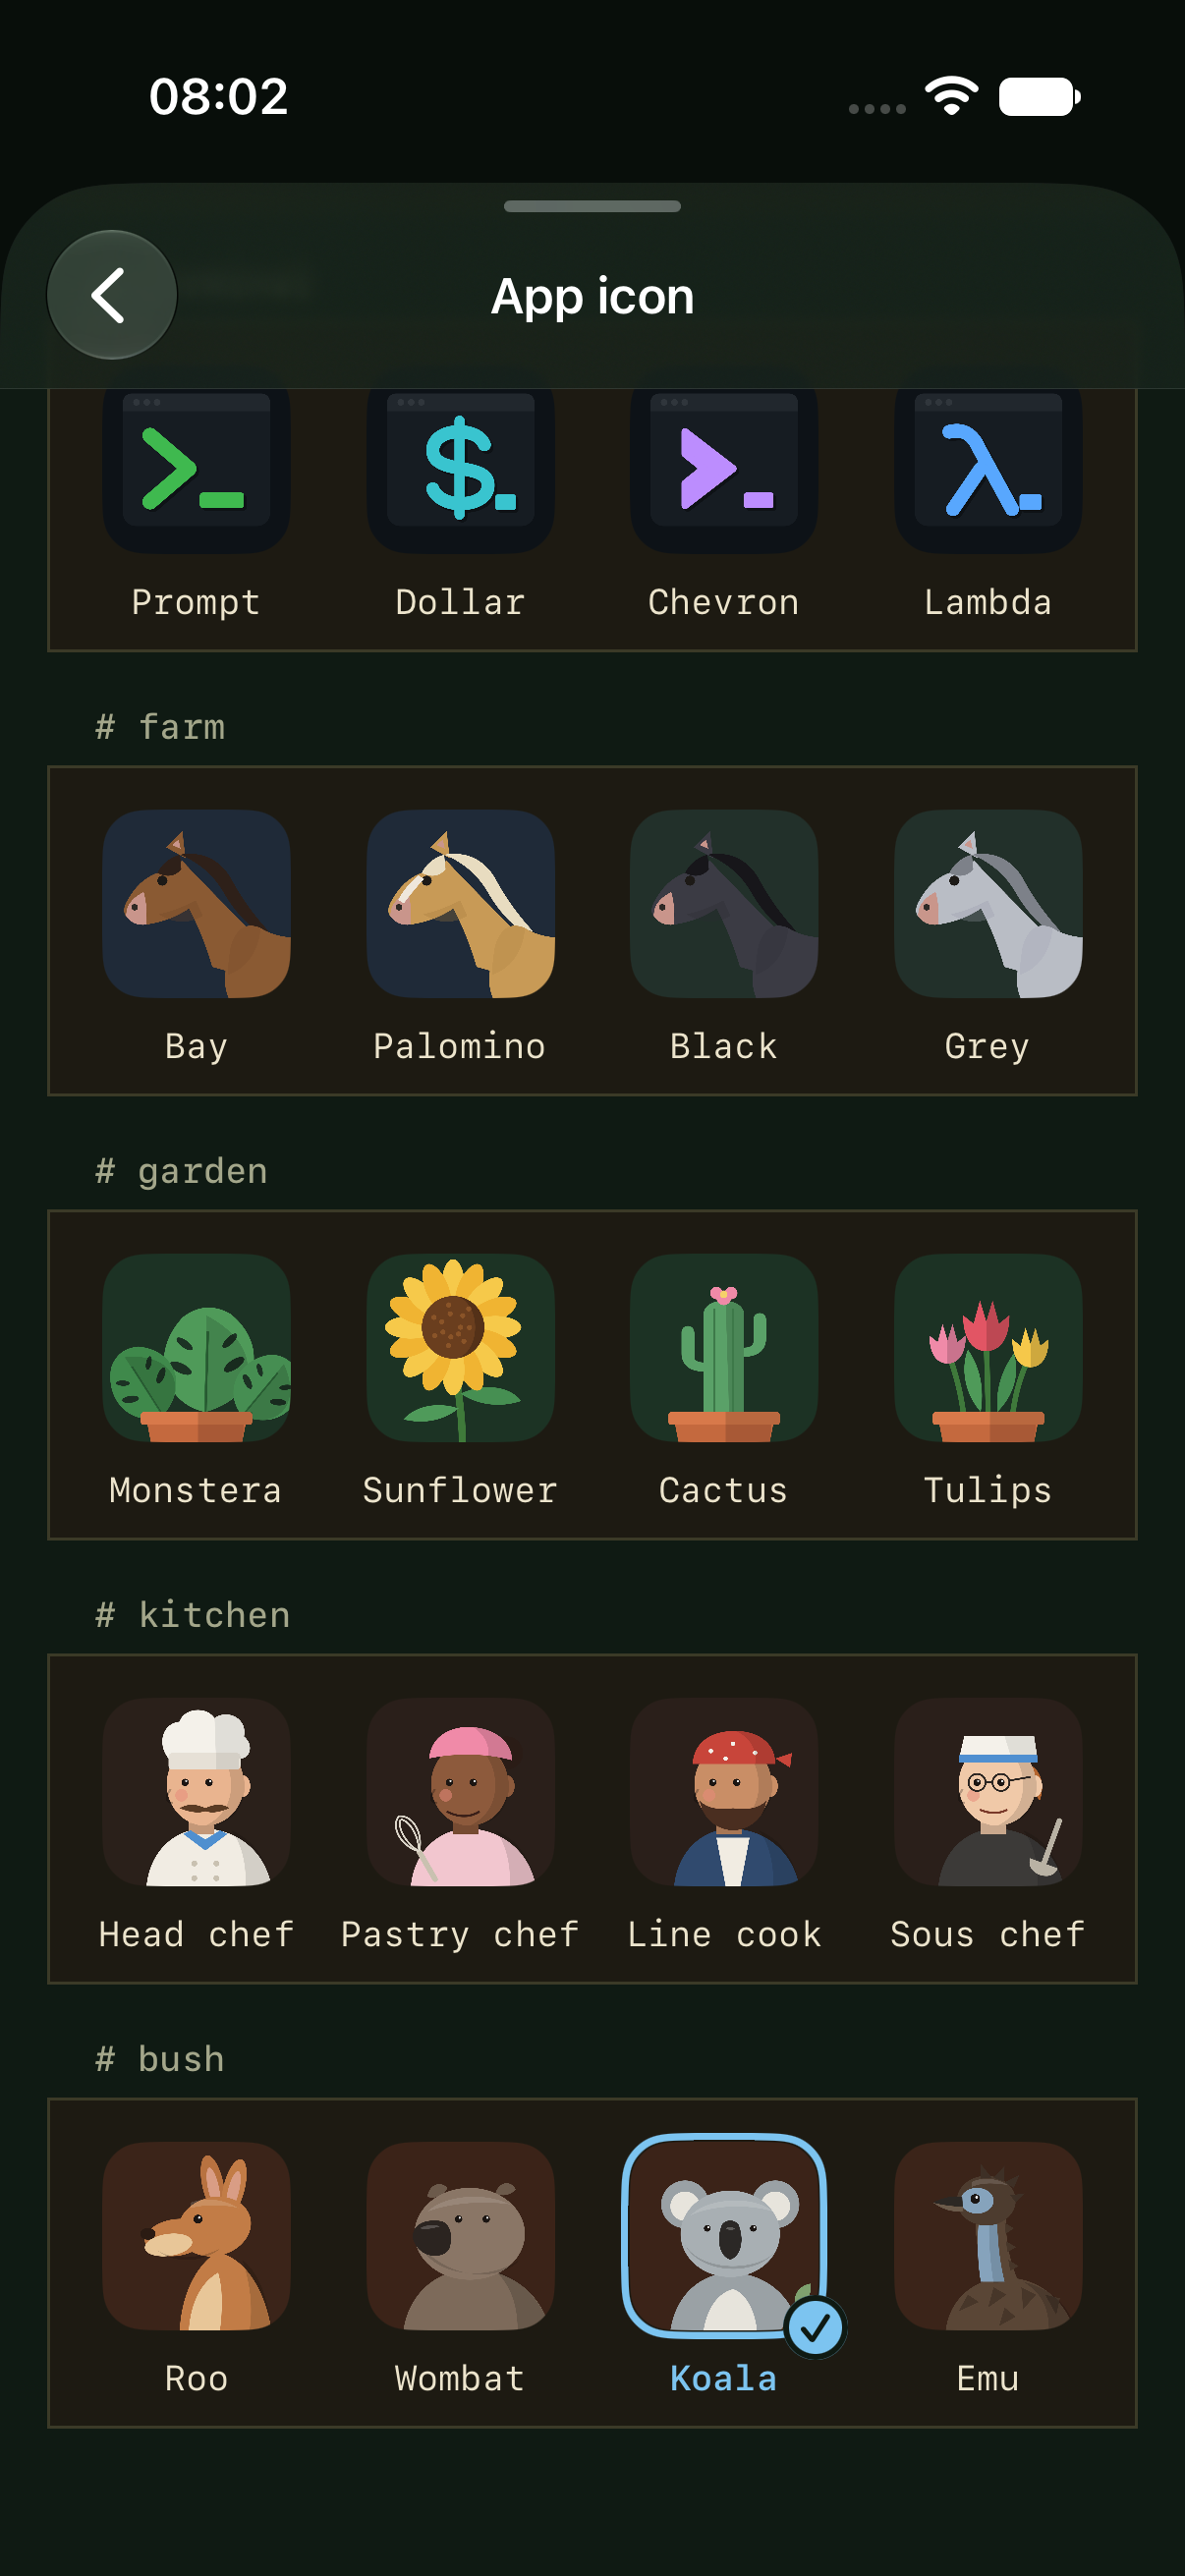 08:02
App icon
Prompt Dollar Chevron Lambda
# farm
Bay Palomino Black Grey
# garden
Monstera Sunflower Cactus Tulips
# kitchen
Head chef Pastry chef Line cook Sous chef
# bush
Roo Wombat Koala Emu